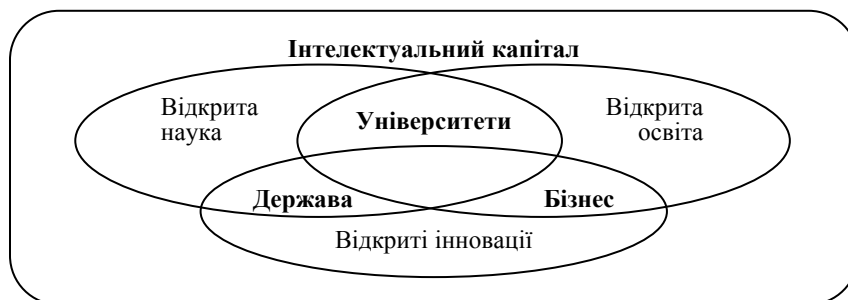 Інтелектуальний капітал
Відкрита
наука
Університети
Відкрита
освіта
Держава
Бізнес
Відкриті інновації